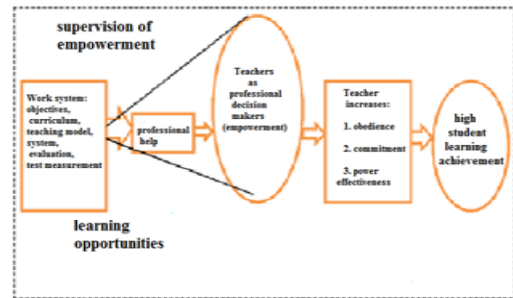 supervision of
empowerment
Work system:
objectives,
curriculum,
teaching model,
system,
evaluation,
test measurement
professional
help
Teachers
as
professional
decision
makers
(empowerment)
Teacher
increases:
1. obedience
2. commitment
3. power
effectiveness
high
student
learning
achievement
learning
opportunities